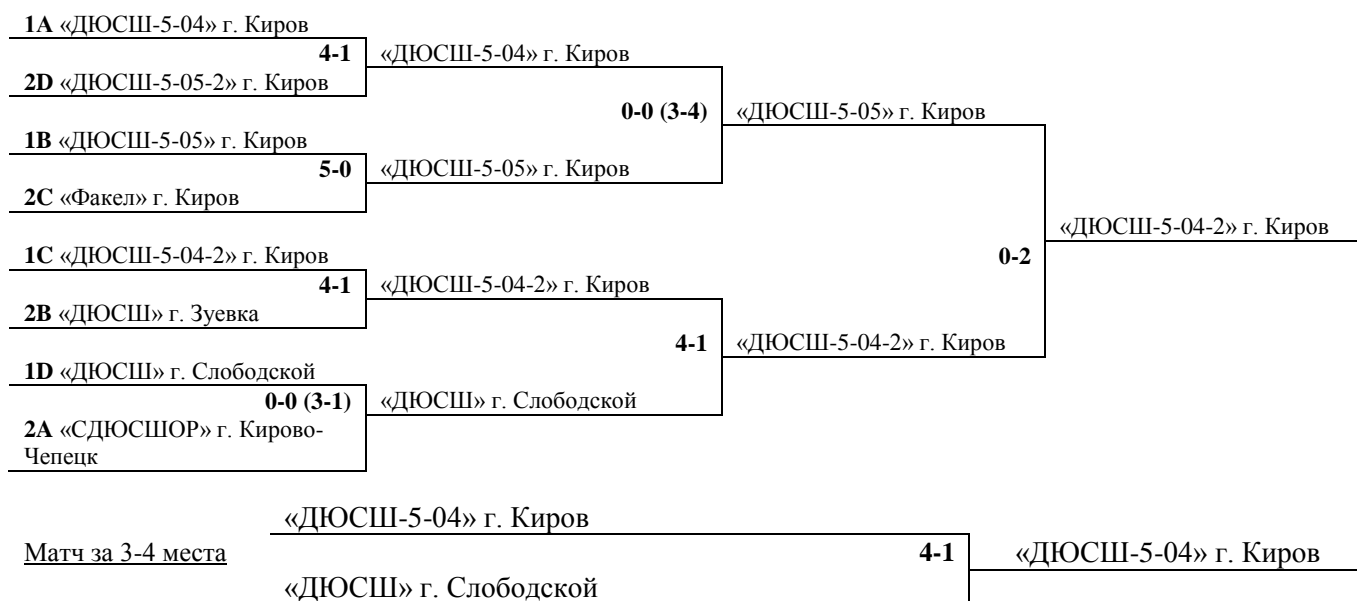 1A «ДЮСШ-5-04» г. Киров
4-1
«ДЮСШ-5-04» г. Киров
2D «ДЮСШ-5-05-2» г. Киров
0-0 (3-4)
«ДЮСШ-5-05» г. Киров
1B «ДЮСШ-5-05» г. Киров
5-0
«ДЮСШ-5-05» г. Киров
2C «Факел» г. Киров
«ДЮСШ-5-04-2» г. Киров
0-2
1C «ДЮСШ-5-04-2» г. Киров
4-1
«ДЮСШ-5-04-2» г. Киров
2B «ДЮСШ» г. Зуевка
4-1
«ДЮСШ-5-04-2» г. Киров
1D «ДЮСШ» г. Слободской
0-0 (3-1)
«ДЮСШ» г. Слободской
2A «СДЮСШОР» г. Кирово-
Чепецк
«ДЮСШ-5-04» г. Киров
Матч за 3-4 места
4-1
«ДЮСШ-5-04» г. Киров
«ДЮСШ» г. Слободской